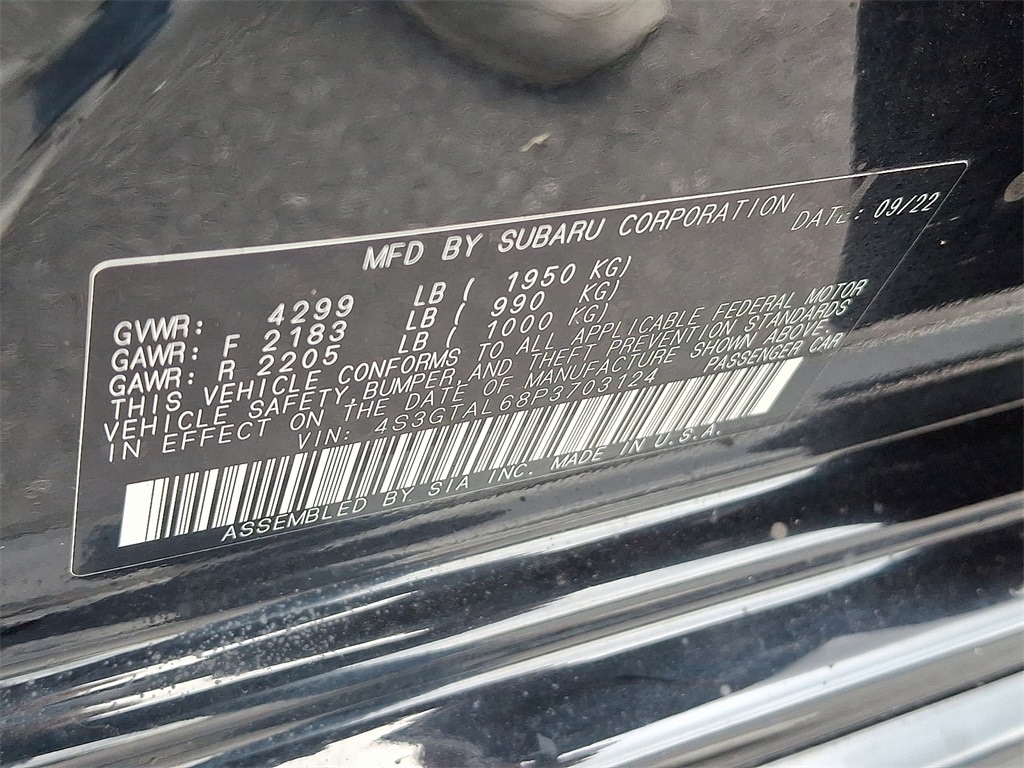 MFD BY SUBARU CORPORATION DATE: 09/22
GVWR: 4299 LB ( 1950 KG)
GAWR: F 2183 LB ( 990 KG)
GAWR: R 2205 LB ( 1000 KG)
THIS VEHICLE CONFORMS TO ALL APPLICABLE FEDERAL MOTOR
VEHICLE SAFETY,BUMPER AND THEFT PREVENTION STANDARDS
IN EFFECT ON THE DATE OF MANUFACTURE SHOWN ABOVE.
VIN: 4S3GTAL68P3703124 PASSENGER CAR
ASSEMBLED BY SIA INC. MADE IN U.S.A.